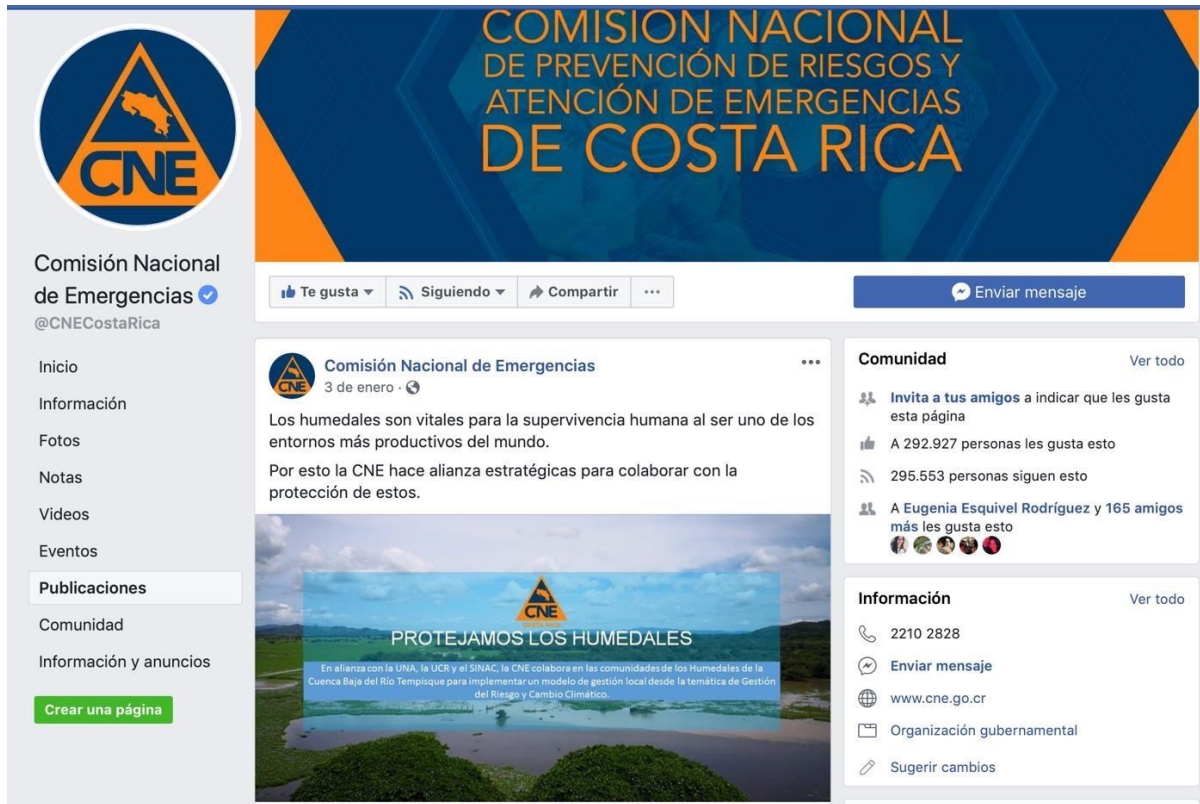 COMISIÓN NACIONAL
DE PREVENCIÓN DE RIESGOS Y
ATENCIÓN DE EMERGENCIAS
DE COSTA RICA
CNE
Comisión Nacional
de Emergencias
@CNECostaRica
Inicio
Información
Fotos
Notas
Videos
Eventos
Publicaciones
Comunidad
Información y anuncios
Crear una página
Te gusta
Siguiendo
Compartir
Enviar mensaje
CNE
Comisión Nacional de Emergencias
3 de enero ·
Los humedales son vitales para la supervivencia humana al ser uno de los
entornos más productivos del mundo.
Por esto la CNE hace alianza estratégicas para colaborar con la
protección de estos.
CNE
COSTA RICA
PROTEJAMOS LOS HUMEDALES
En alianza con la UNA, la UCR y el SINAC, la CNE colabora en las comunidades de los Humedales de la
Cuenca Baja del Río Tempisque para implementar un modelo de gestión local desde la temática de Gestión
del Riesgo y Cambio Climático.
Comunidad
Ver todo
Invita a tus amigos a indicar que les gusta
esta página
A 292.927 personas les gusta esto
295.553 personas siguen esto
A Eugenia Esquivel Rodríguez y 165 amigos
más les gusta esto
Información
Ver todo
2210 2828
Enviar mensaje
www.cne.go.cr
Organización gubernamental
Sugerir cambios